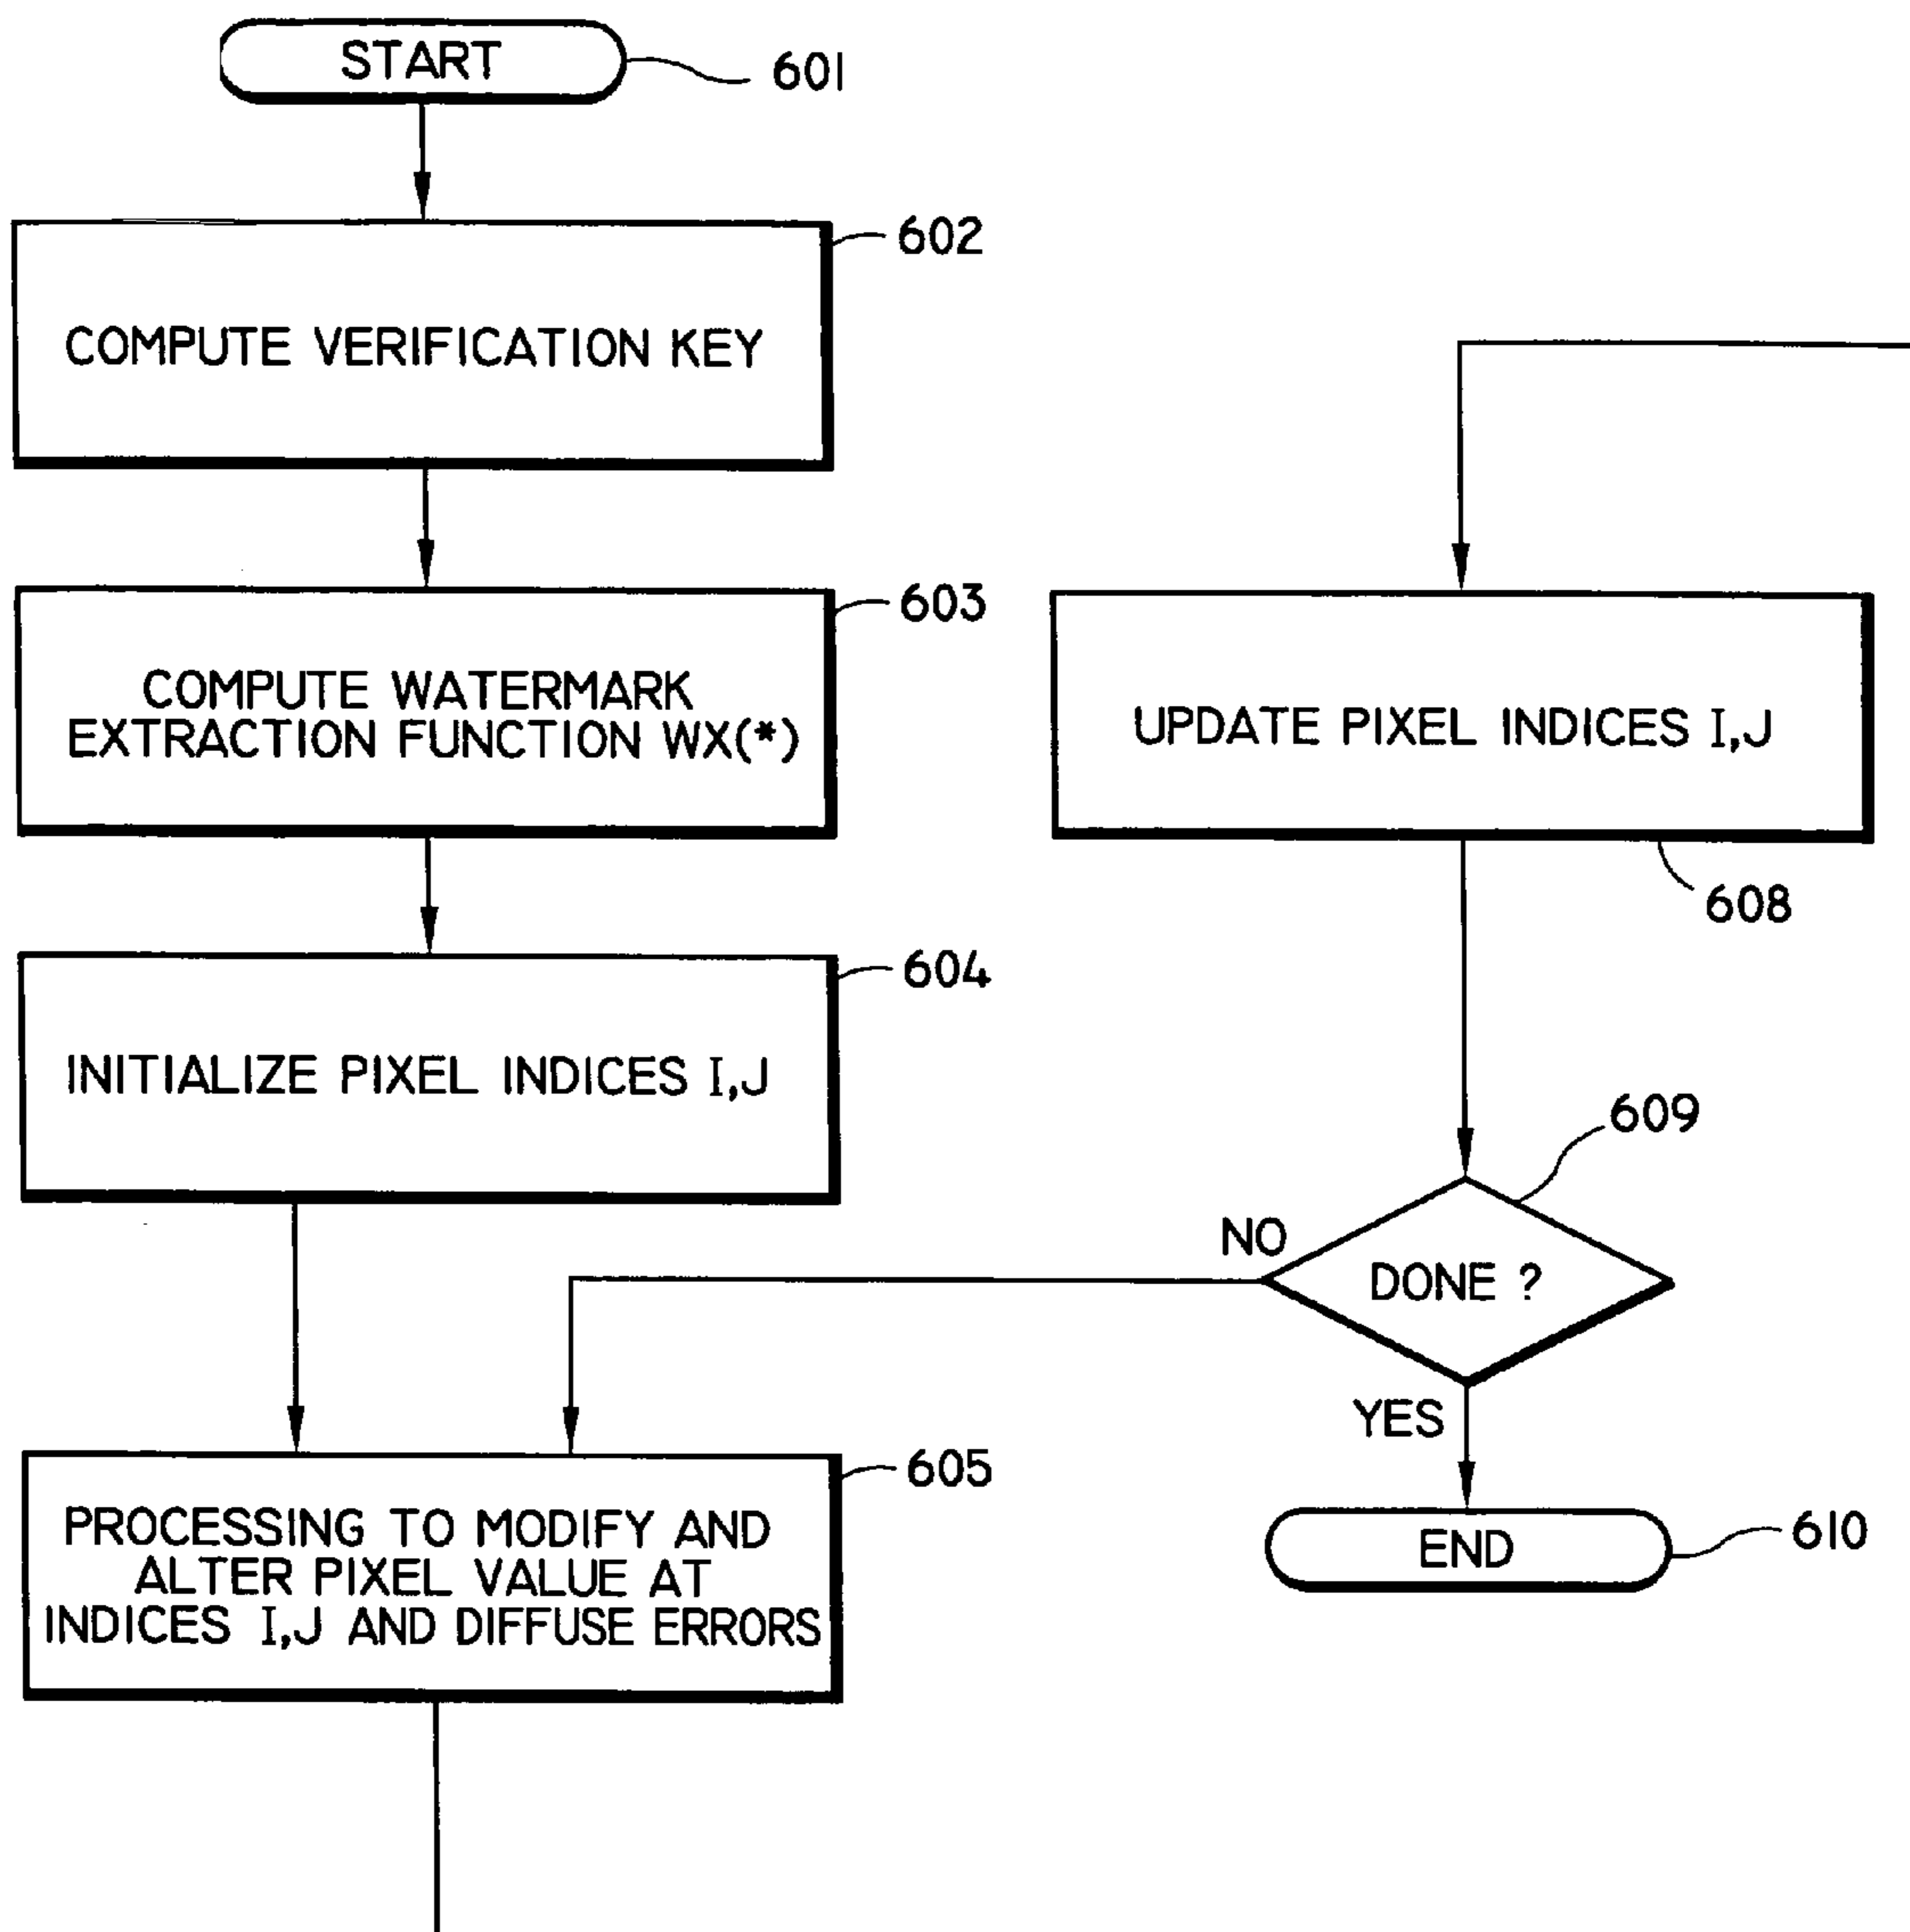 START
601
602
COMPUTE VERIFICATION KEY
603
COMPUTE WATERMARK
EXTRACTION FUNCTION WX(*)
604
INITIALIZE PIXEL INDICES I,J
605
PROCESSING TO MODIFY AND
ALTER PIXEL VALUE AT
INDICES I,J AND DIFFUSE ERRORS
UPDATE PIXEL INDICES I,J
608
609
NO
DONE ?
YES
END
610